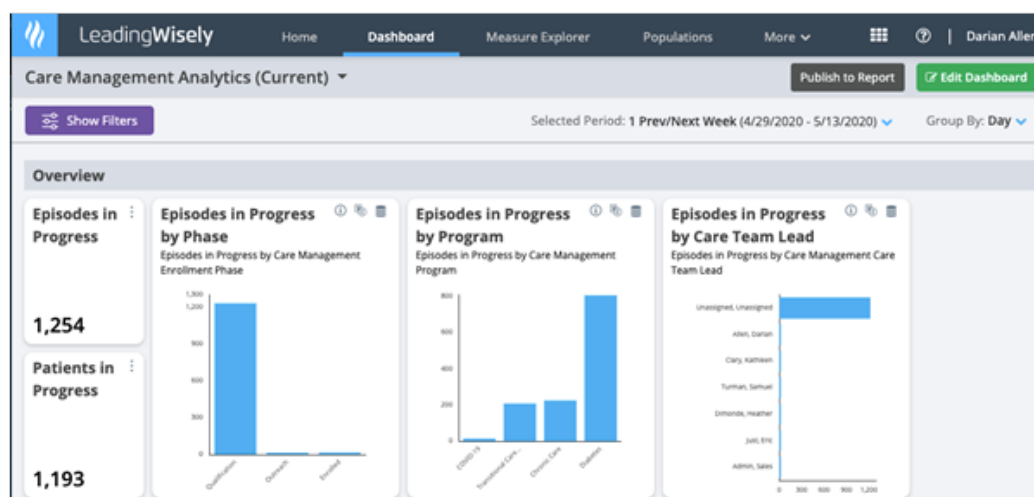 LeadingWisely
Home
Dashboard
Measure Explorer
Populations
More
Darian Allen
Care Management Analytics (Current)
Publish to Report
Edit Dashboard
Show Filters
Selected Period: 1 Prev/Next Week (4/29/2020 - 5/13/2020)
Group By: Day
Overview
Episodes in
Progress
1,254
Patients in
Progress
1,193
Episodes in Progress
by Phase
Episodes in Progress by Care Management
Enrollment Phase
1,300
1,200
900
600
300
0
Qualification
Outreach
Enrolled
Episodes in Progress
by Program
Episodes in Progress by Care Management
Program
800
600
400
200
0
COVID 19
Transitional Care...
Chronic Care
Diabetes
Episodes in Progress
by Care Team Lead
Episodes in Progress by Care Management Care
Team Lead
Unassigned, Unassigned
Allen, Darian
Clary, Kathleen
Turman, Samuel
Dimonde, Heather
Just, Eric
Admin, Sales
0 300 600 900 1,200